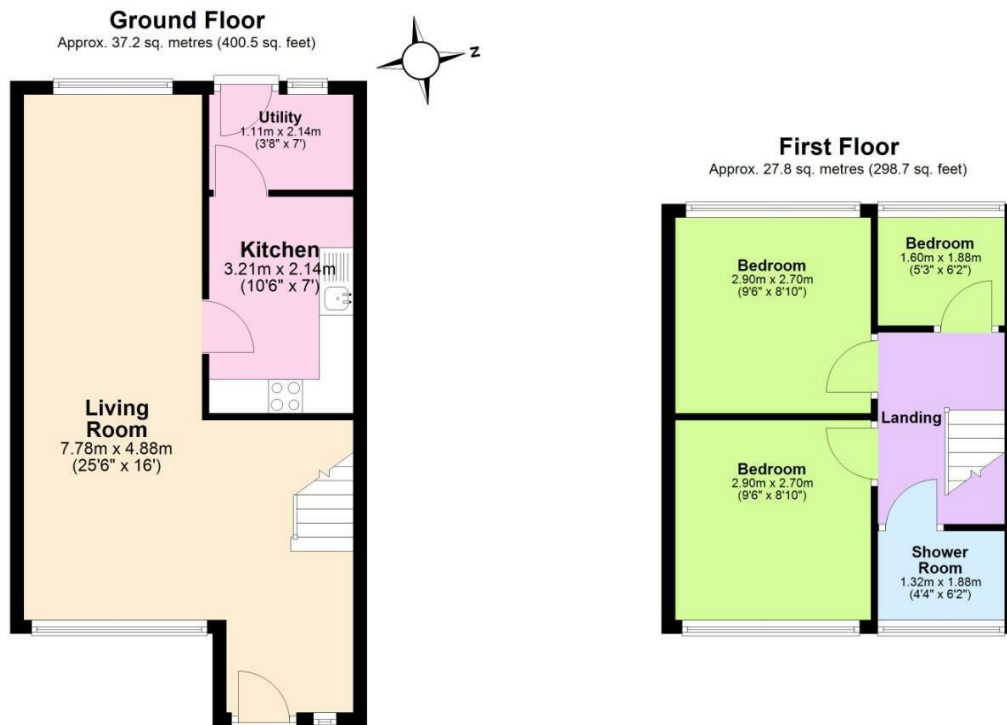 Ground Floor
Approx. 37.2 sq. metres (400.5 sq. feet)
Z
Utility
1.11m x 2.14m
(3'8" x 7')
Kitchen
3.21m x 2.14m
(10'6" x 7')
Living
Room
7.78m x 4.88m
(25'6" x 16')
First Floor
Approx. 27.8 sq. metres (298.7 sq. feet)
Bedroom
2.90m x 2.70m
(9'6" x 8'10")
Bedroom
1.60m x 1.88m
(5'3" x 6'2")
Landing
Bedroom
2.90m x 2.70m
(9'6" x 8'10")
Shower
Room
1.32m x 1.88m
(4'4" x 6'2")